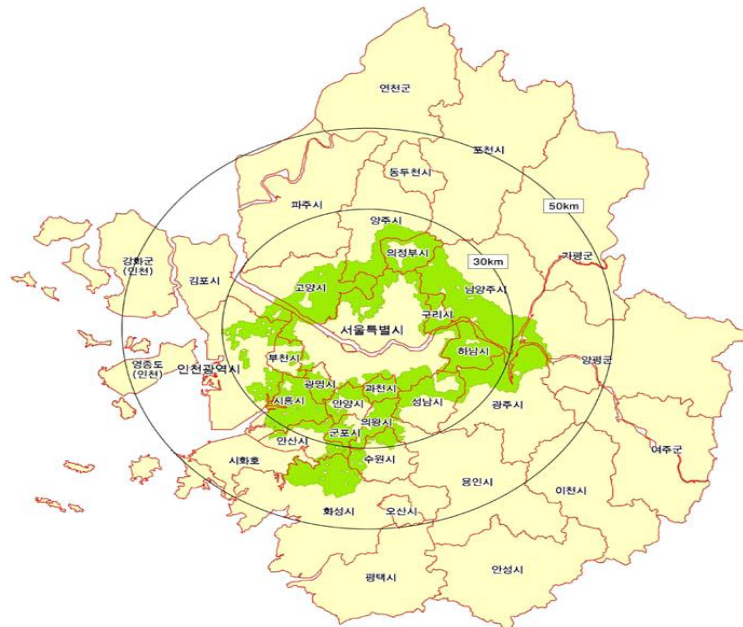 연천군
포천시
동두천시
파주시
50km
양주시
의정부시
가평군
강화군
(인천)
30km
김포시
고양시
남양주시
구리시
서울특별시
부천시
하남시
영종도
(인천)
인천광역시
양평군
광명시
과천시
시흥시
안양시
성남시
광주시
의왕시
군포시
안산시
여주군
시화호
수원시
용인시
이천시
화성시
오산시
평택시
안성시